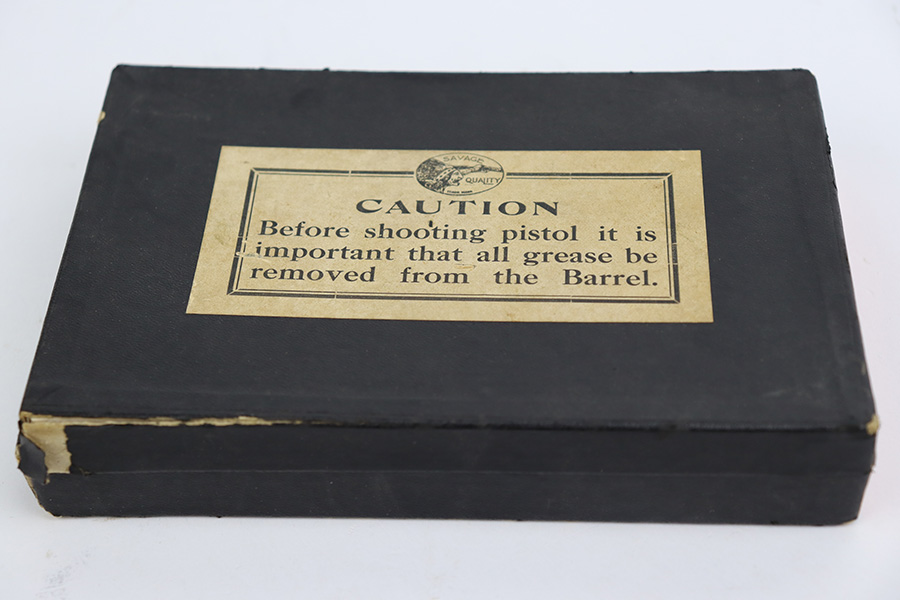 SAVAGE
QUALITY
CAUTION
Before shooting pistol it is
important that all grease be
removed from the Barrel.